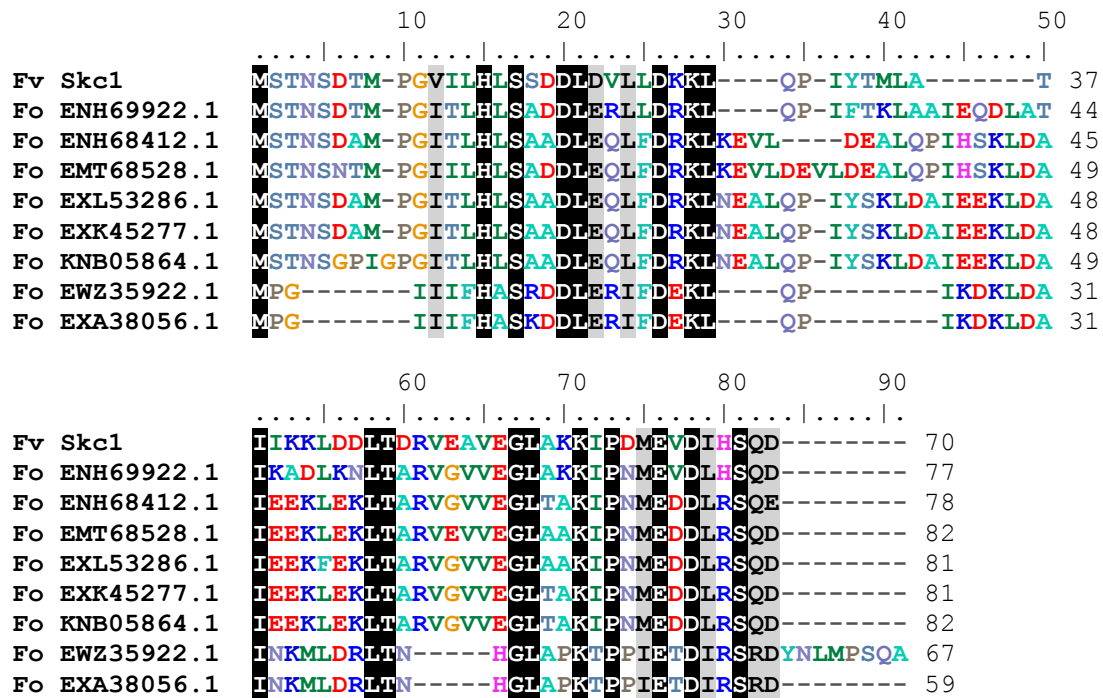 10 20 30 40 50
....|....|....|....|....|....|....|....|....|....|
Fv Skc1 MSTNSDTM-PGVILHLSSDDLDVLLDKKL----QP-IYTMLA-------T 37
Fo ENH69922.1 MSTNSDTM-PGITLHLSADDLERLLDRKL----QP-IFTKLAAIEQDLAT 44
Fo ENH68412.1 MSTNSDAM-PGITLHLSAADLEQLFDRKLKEVL----DEALQPIHSKLDA 45
Fo EMT68528.1 MSTNSNTM-PGIILHLSADDLEQLFDRKLKEVLDEVLDEALQPIHSKLDA 49
Fo EXL53286.1 MSTNSDAM-PGITLHLSAADLEQLFDRKLNEALQP-IYSKLDAIEEKLDA 48
Fo EXK45277.1 MSTNSDAM-PGITLHLSAADLEQLFDRKLNEALQP-IYSKLDAIEEKLDA 48
Fo KNB05864.1 MSTNSGPIGPGITLHLSAADLEQLFDRKLNEALQP-IYSKLDAIEEKLDA 49
Fo EWZ35922.1 MPG-------IIIFHASRDDLERIFDEKL----QP--------IKDKLDA 31
Fo EXA38056.1 MPG-------IIIFHASKDDLERIFDEKL----QP--------IKDKLDA 31
60 70 80 90
....|....|....|....|....|....|....|....|.
Fv Skc1 IIKKLDDLTDRVEAVEGLAKKIPDMEVDIHSQD-------- 70
Fo ENH69922.1 IKADLKNLTARVGVVEGLAKKIPNMEVDLHSQD-------- 77
Fo ENH68412.1 IEEKLEKLTARVGVVEGLTAKIPNMEDDLRSQE-------- 78
Fo EMT68528.1 IEEKLEKLTARVEVVEGLAAKIPNMEDDLRSQD-------- 82
Fo EXL53286.1 IEEKFEKLTARVGVVEGLAAKIPNMEDDLRSQD-------- 81
Fo EXK45277.1 IEEKLEKLTARVGVVEGLTAKIPNMEDDLRSQD-------- 81
Fo KNB05864.1 IEEKLEKLTARVGVVEGLTAKIPNMEDDLRSQD-------- 82
Fo EWZ35922.1 INKMLDRLTN-----HGLAPKTPPIETDIRSRDYNLMPSQA 67
Fo EXA38056.1 INKMLDRLTN-----HGLAPKTPPIETDIRSRD-------- 59